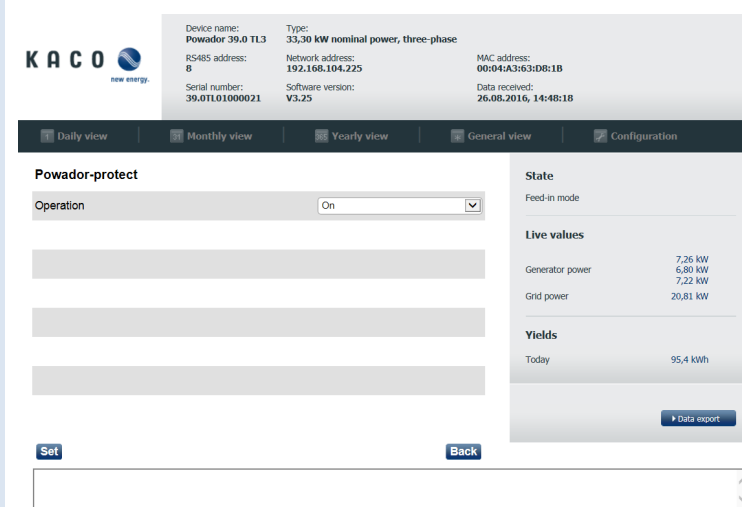 KACO
new energy.
Device name:
Powador 39.0 TL3
Type:
33,30 kW nominal power, three-phase
RS485 address:
8
Network address:
192.168.104.225
MAC address:
00:04:A3:63:D8:1B
Serial number:
39.0TL01000021
Software version:
V3.25
Data received:
26.08.2016, 14:48:18
1 Daily view
31 Monthly view
365 Yearly view
General view
Configuration
Powador-protect
Operation
On
Set
Back
State
Feed-in mode
Live values
Generator power
7,26 kW
6,80 kW
7,22 kW
Grid power
20,81 kW
Yields
Today
95,4 kWh
Data export